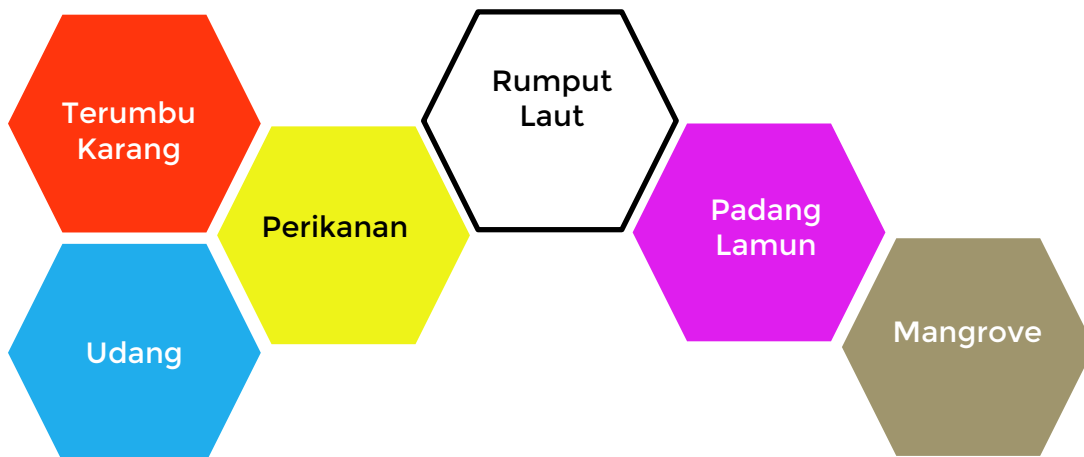 Terumbu
Karang
Udang
Perikanan
Rumput
Laut
Padang
Lamun
Mangrove